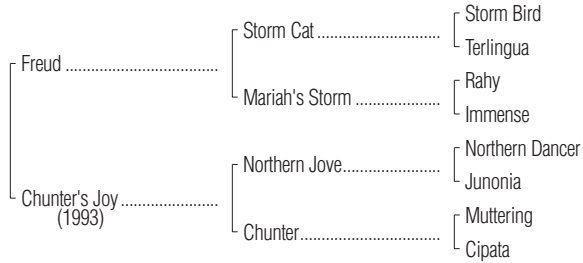 Storm Bird
Storm Cat
Terlingua
Freud
Rahy
Mariah's Storm
Immense
Northern Dancer
Northern Jove
Junonia
Chunter's Joy
(1993)
Muttering
Chunter
Cipata